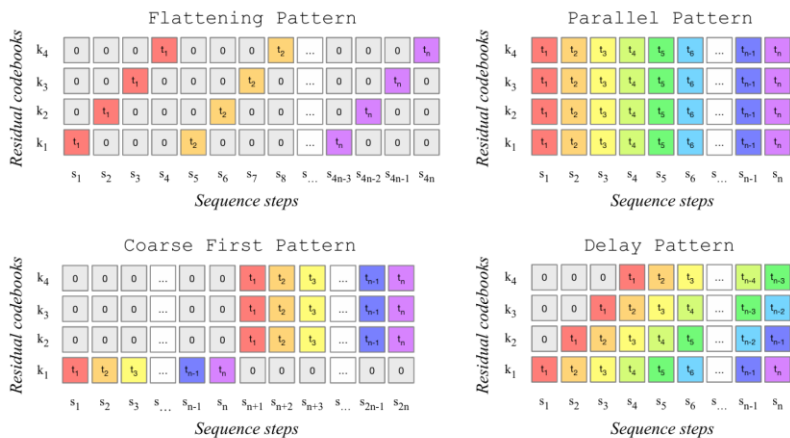 Flattening Pattern
Residual codebooks
k4 0 0 0 t1 0 0 0 t2 ... 0 0 0 tn
k3 0 0 t1 0 0 0 t2 0 ... 0 0 tn 0
k2 0 t1 0 0 0 t2 0 0 ... 0 tn 0 0
k1 t1 0 0 0 t2 0 0 0 ... tn 0 0 0
s1 s2 s3 s4 s5 s6 s7 s8 s... s4n-3 s4n-2 s4n-1 s4n
Sequence steps
Parallel Pattern
Residual codebooks
k4 t1 t2 t3 t4 t5 t6 ... tn-1 tn
k3 t1 t2 t3 t4 t5 t6 ... tn-1 tn
k2 t1 t2 t3 t4 t5 t6 ... tn-1 tn
k1 t1 t2 t3 t4 t5 t6 ... tn-1 tn
s1 s2 s3 s4 s5 s6 s... sn-1 sn
Sequence steps
Coarse First Pattern
Residual codebooks
k4 0 0 0 ... 0 0 t1 t2 t3 ... tn-1 tn
k3 0 0 0 ... 0 0 t1 t2 t3 ... tn-1 tn
k2 0 0 0 ... 0 0 t1 t2 t3 ... tn-1 tn
k1 t1 t2 t3 ... tn-1 tn 0 0 0 ... 0 0
s1 s2 s3 s... sn-1 sn sn+1 sn+2 sn+3 s... s2n-1 s2n
Sequence steps
Delay Pattern
Residual codebooks
k4 0 0 0 t1 t2 t3 ... tn-4 tn-3
k3 0 0 t1 t2 t3 t4 ... tn-3 tn-2
k2 0 t1 t2 t3 t4 t5 ... tn-2 tn-1
k1 t1 t2 t3 t4 t5 t6 ... tn-1 tn
s1 s2 s3 s4 s5 s6 s... sn-1 sn
Sequence steps